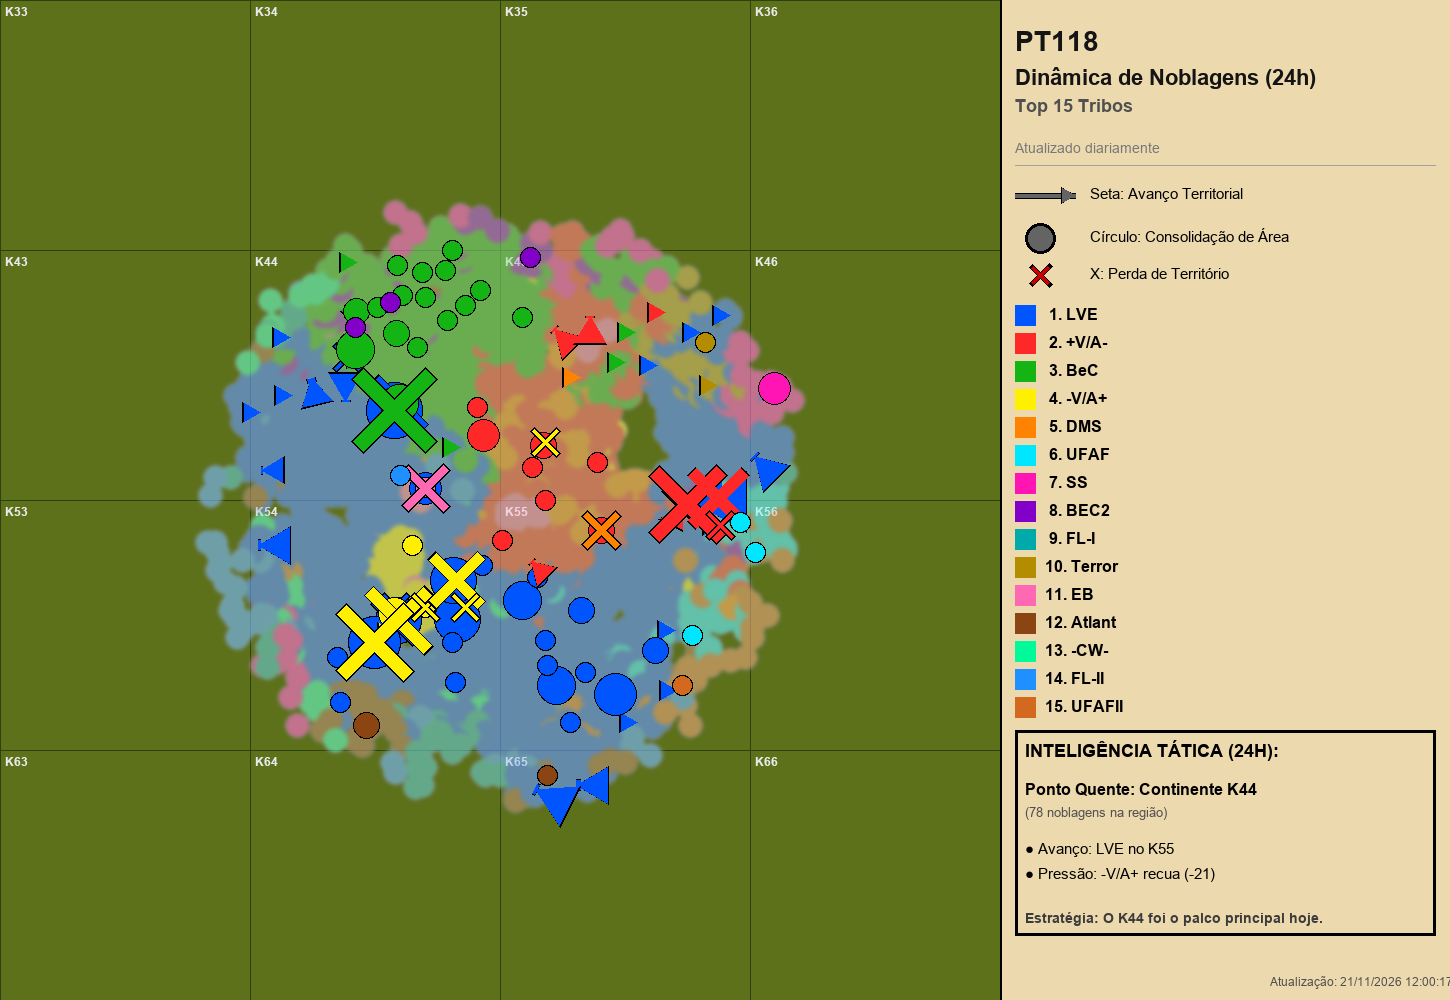 K33
K34
K35
K36
PT118
Dinâmica de Noblagens (24h)
Top 15 Tribos
Atualizado diariamente
Seta: Avanço Territorial
Círculo: Consolidação de Área
X: Perda de Território
K43
K44
K46
1. LVE
2. +V/A-
3. BeC
4. -V/A+
5. DMS
6. UFAF
7. SS
8. BEC2
K53
K54
K55
K56
9. FL-I
10. Terror
11. EB
12. Atlant
13. -CW-
14. FL-II
15. UFAFII
K63
K64
K65
K66
INTELIGÊNCIA TÁTICA (24H):
Ponto Quente: Continente K44
(78 noblagens na região)
● Avanço: LVE no K55
● Pressão: -V/A+ recua (-21)
Estratégia: O K44 foi o palco principal hoje.
Atualização: 21/11/2026 12:00:17